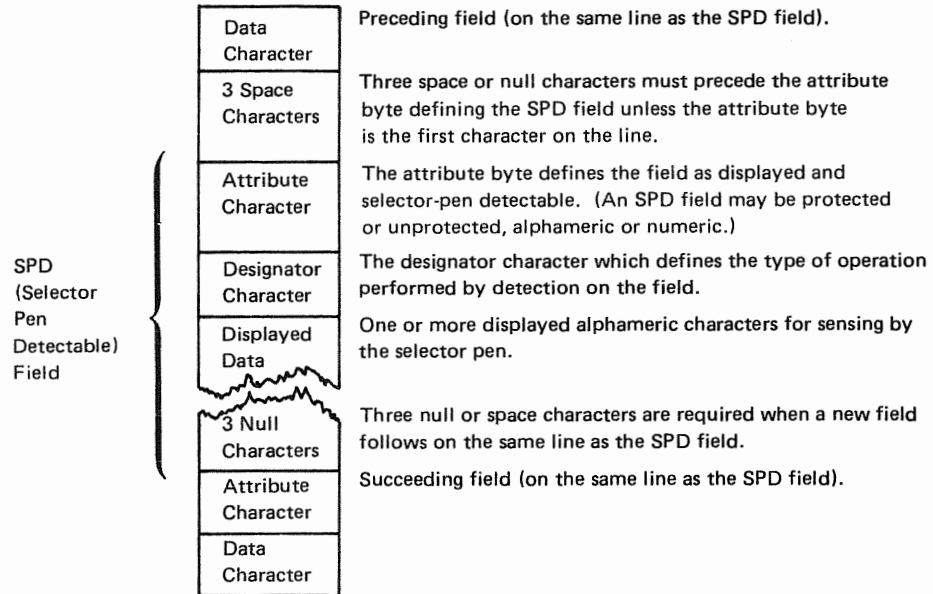 Data
Character
Preceding field (on the same line as the SPD field).
3 Space
Characters
Three space or null characters must precede the attribute
byte defining the SPD field unless the attribute byte
is the first character on the line.
SPD
(Selector
Pen
Detectable)
Field
Attribute
Character
The attribute byte defines the field as displayed and
selector-pen detectable. (An SPD field may be protected
or unprotected, alphameric or numeric.)
Designator
Character
The designator character which defines the type of operation
performed by detection on the field.
Displayed
Data
One or more displayed alphameric characters for sensing by
the selector pen.
3 Null
Characters
Three null or space characters are required when a new field
follows on the same line as the SPD field.
Attribute
Character
Succeeding field (on the same line as the SPD field).
Data
Character